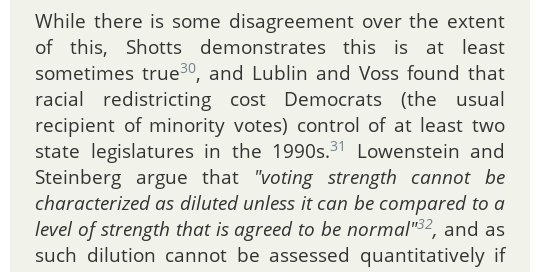 While there is some disagreement over the extent
of this, Shotts demonstrates this is at least
sometimes true30, and Lublin and Voss found that
racial redistricting cost Democrats (the usual
recipient of minority votes) control of at least two
state legislatures in the 1990s.31 Lowenstein and
Steinberg argue that "voting strength cannot be
characterized as diluted unless it can be compared to a
level of strength that is agreed to be normal"32, and as
such dilution cannot be assessed quantitatively if